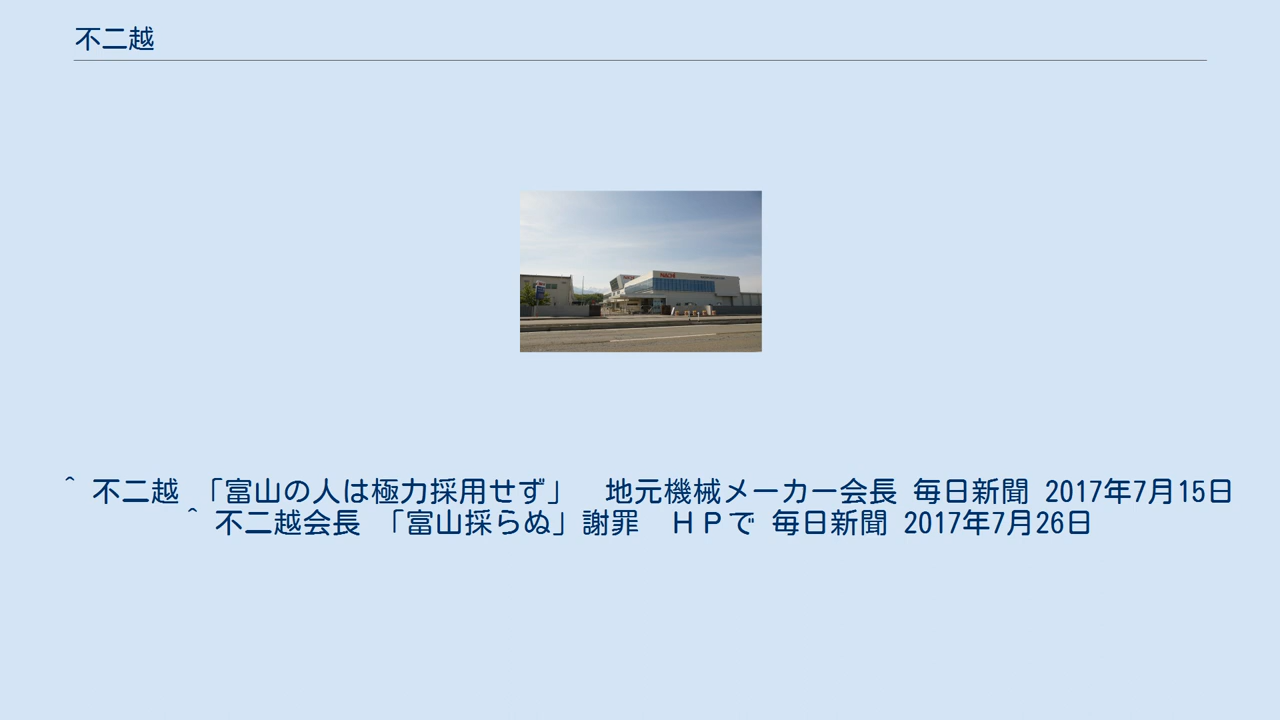 不二越
^ 不二越 「富山の人は極力採用せず」　地元機械メーカー会長 毎日新聞 2017年7月15日
^ 不二越会長 「富山採らぬ」謝罪　ＨＰで 毎日新聞 2017年7月26日